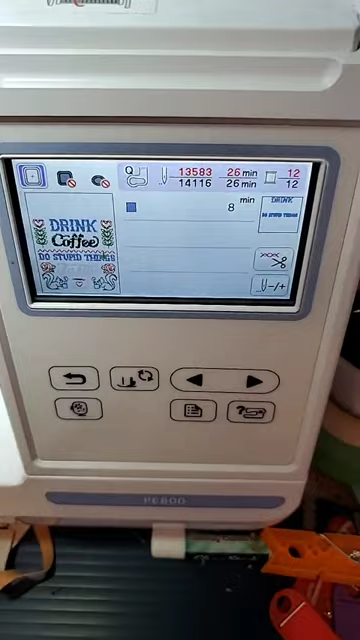 Q 13583 26 min 12
14116 26 min 12
min
8
DRINK
Coffee
DO STUPID THINGS
DRINK
DO STUPID THINGS
-/+
PE800